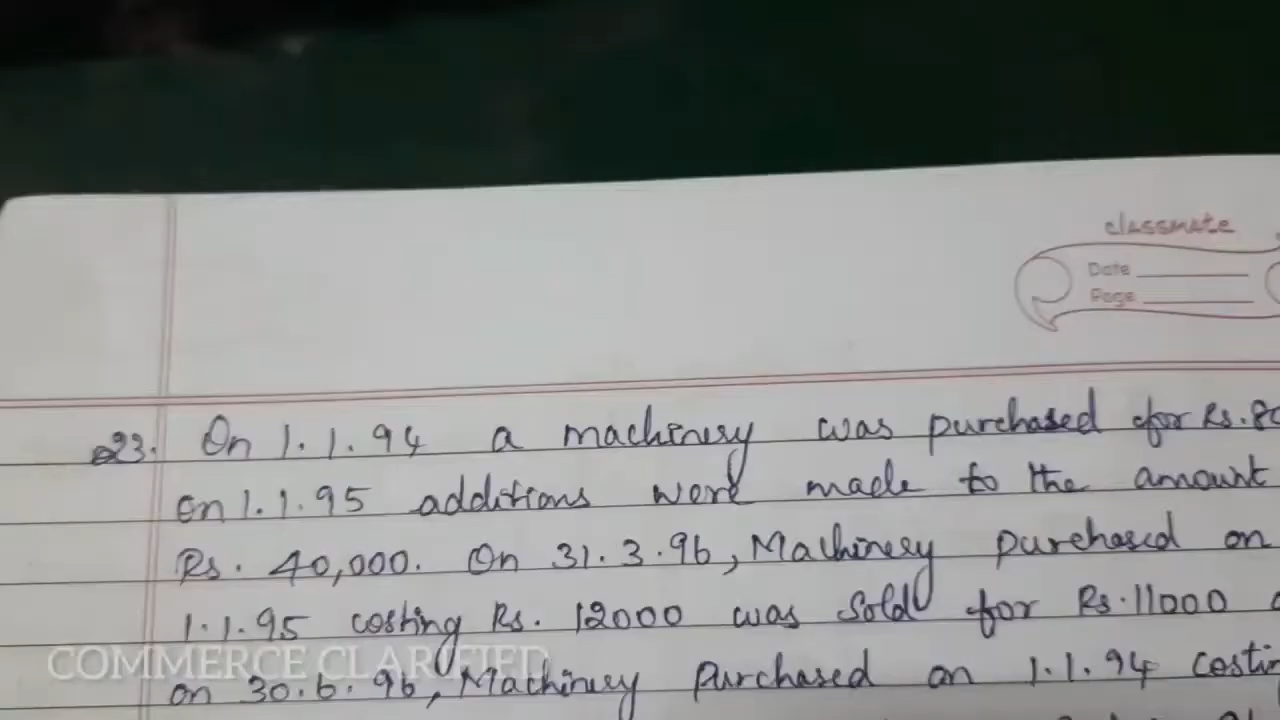 classmate
Date
Page
23. On 1.1.94 a machinery was purchased for Rs.80
on 1.1.95 additions were made to the amount
Rs. 40,000. On 31.3.96, Machinery purchased on
1.1.95 costing Rs. 12000 was sold for Rs.11000
on 30.6.96, Machinery purchased on 1.1.94
COMMERCE CLARIFIED